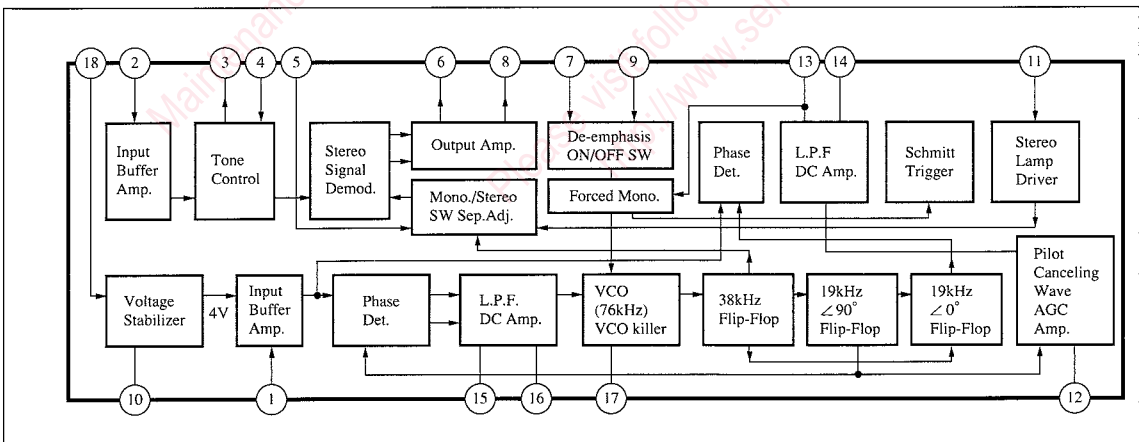 18 2 3 4 5 6 8 7 9 13 14 11
Input
Buffer
Amp.
Tone
Control
Stereo
Signal
Demod.
Output Amp.
Mono./Stereo
SW Sep.Adj.
De-emphasis
ON/OFF SW
Forced Mono.
Phase
Det.
L.P.F
DC Amp.
Schmitt
Trigger
Stereo
Lamp
Driver
Voltage
Stabilizer
4V
Input
Buffer
Amp.
Phase
Det.
L.P.F.
DC Amp.
VCO
(76kHz)
VCO killer
38kHz
Flip-Flop
19kHz
∠90°
Flip-Flop
19kHz
∠0°
Flip-Flop
Pilot
Canceling
Wave
AGC
Amp.
10 1 15 16 17 12
Please visit follow